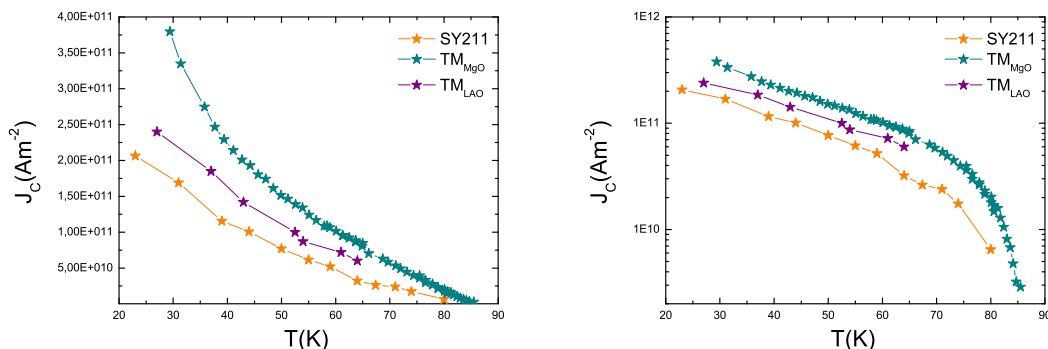 4,00E+011
3,50E+011
3,00E+011
2,50E+011
2,00E+011
1,50E+011
1,00E+011
5,00E+010
J_C(Am^-2)
20 30 40 50 60 70 80 90
T(K)
SY211
TM_MgO
TM_LAO
1E12
1E11
1E10
J_C(Am^-2)
20 30 40 50 60 70 80 90
T(K)
SY211
TM_MgO
TM_LAO